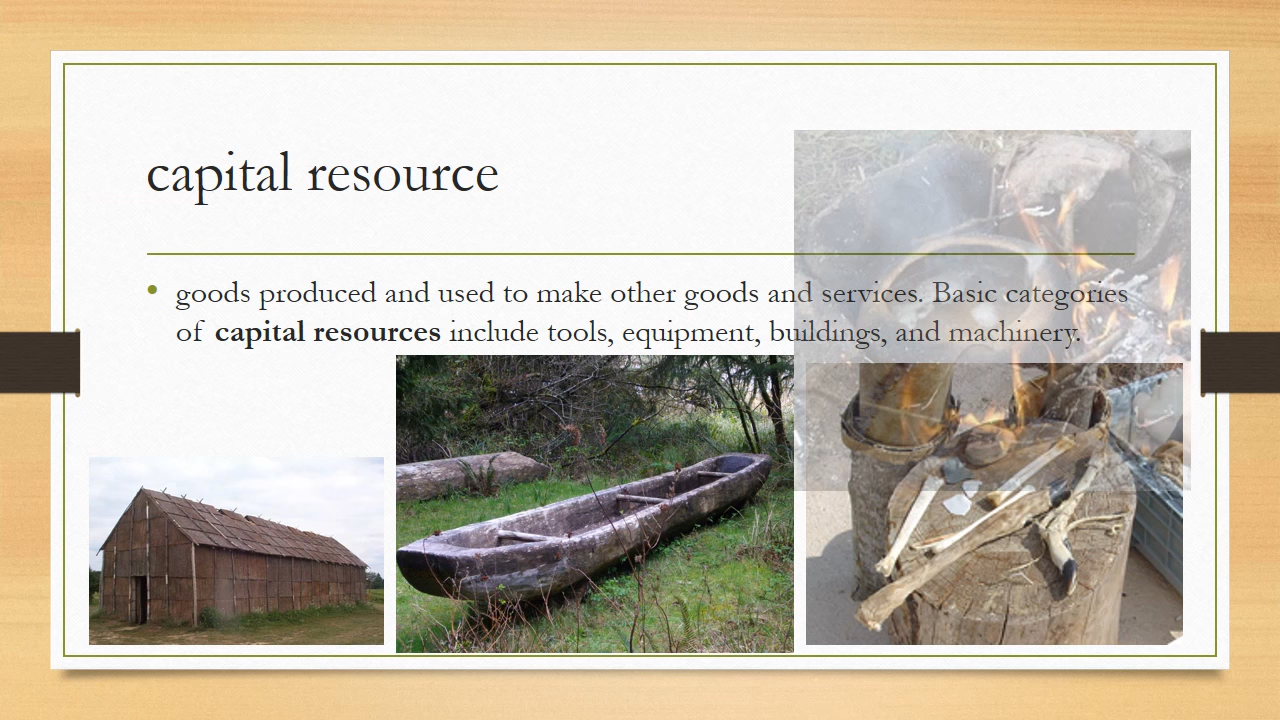 capital resource
goods produced and used to make other goods and services. Basic categories
of capital resources include tools, equipment, buildings, and machinery.